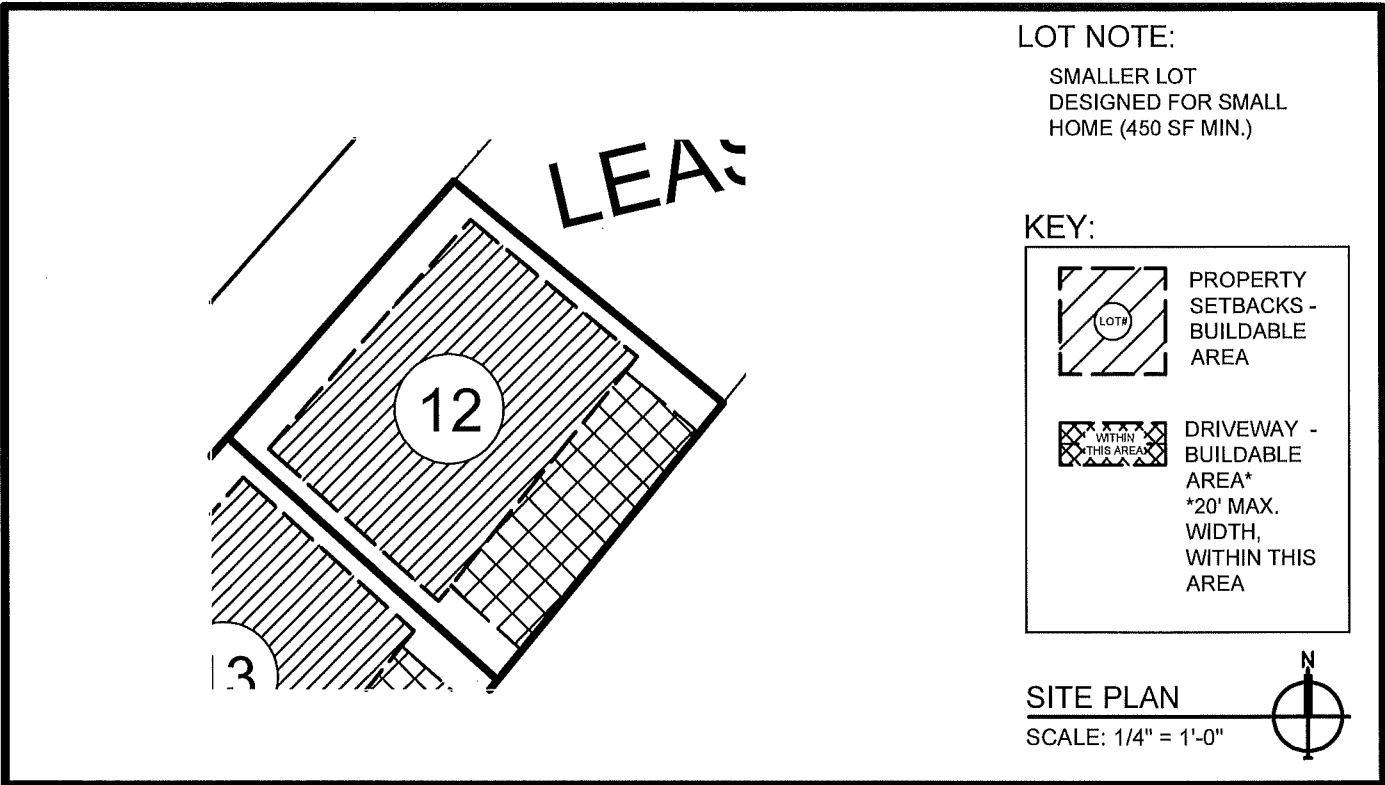 LOT NOTE:
SMALLER LOT
DESIGNED FOR SMALL
HOME (450 SF MIN.)
LEAS
12
13
KEY:
LOT#
PROPERTY
SETBACKS -
BUILDABLE
AREA
WITHIN
THIS AREA
DRIVEWAY -
BUILDABLE
AREA*
*20' MAX.
WIDTH,
WITHIN THIS
AREA
N
SITE PLAN
SCALE: 1/4" = 1'-0"